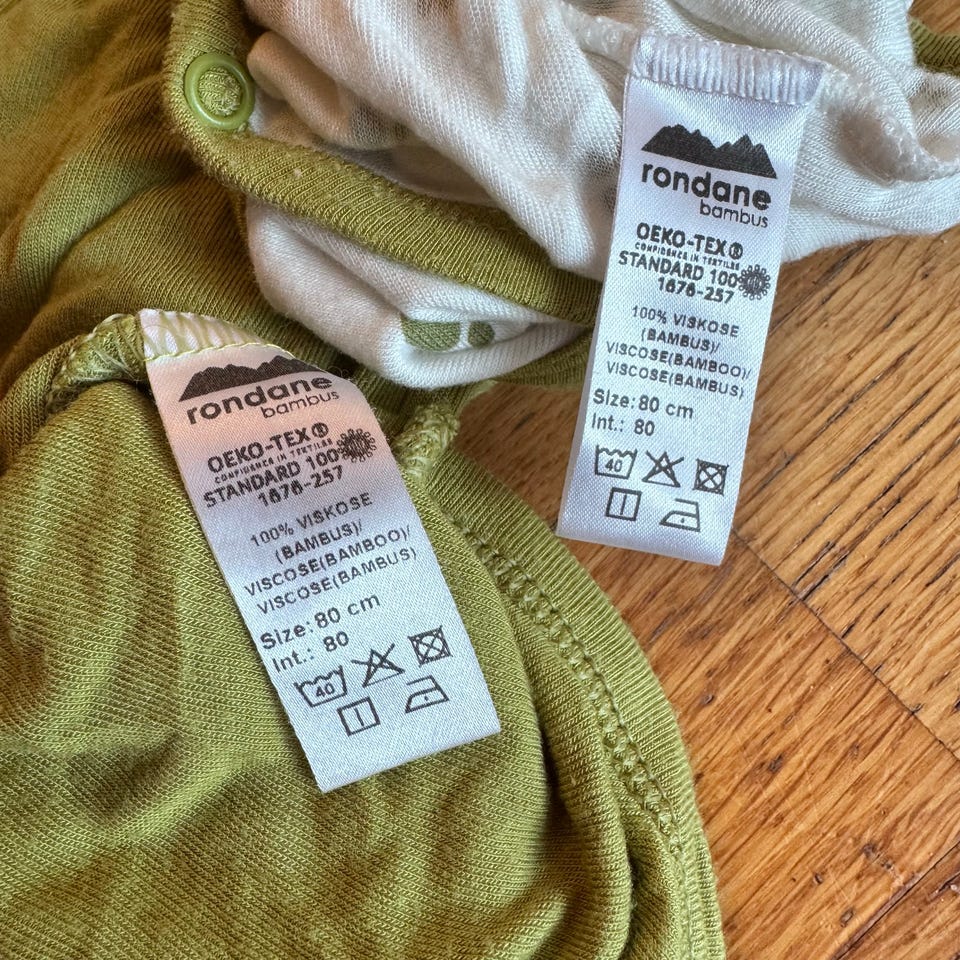 rondane
bambus
OEKO-TEX®
CONFIDENCE IN TEXTILES
STANDARD 100
1676-257
100% VISKOSE
(BAMBUS)/
VISCOSE(BAMBOO)/
VISCOSE(BAMBUS)
Size: 80 cm
Int.: 80
40
rondane
bambus
OEKO-TEX®
CONFIDENCE IN TEXTILES
STANDARD 100
1676-257
100% VISKOSE
(BAMBUS)/
VISCOSE(BAMBOO)/
VISCOSE(BAMBUS)
Size: 80 cm
Int.: 80
40